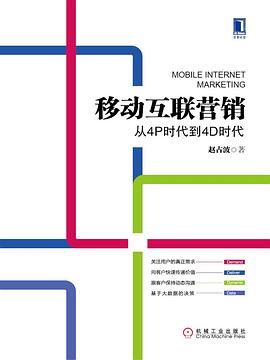 MOBILE INTERNET
MARKETING
移动互联营销
从4P时代到4D时代
赵占波 著
关注用户的真正需求 Demand
向客户快速传递价值 Deliver
跟客户保持动态沟通 Dynamic
基于大数据的决策 Data
机械工业出版社
China Machine Press